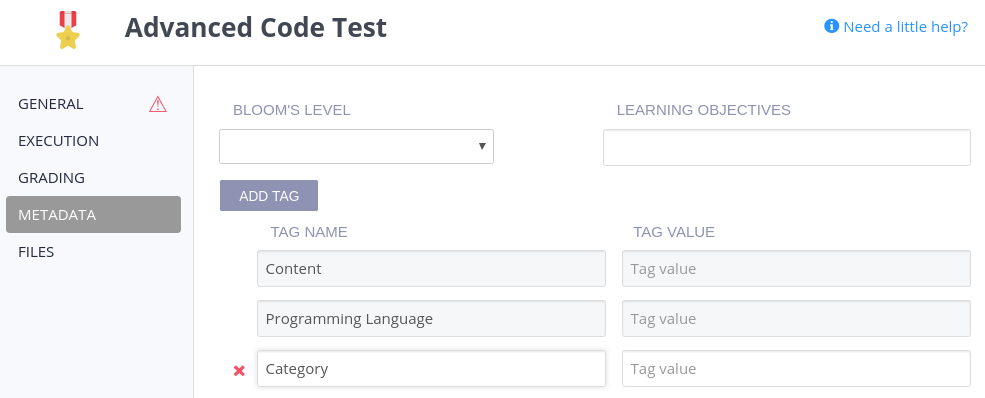 Advanced Code Test
Need a little help?
GENERAL
EXECUTION
GRADING
METADATA
FILES
BLOOM'S LEVEL
LEARNING OBJECTIVES
ADD TAG
TAG NAME
TAG VALUE
Content
Tag value
Programming Language
Tag value
Category
Tag value